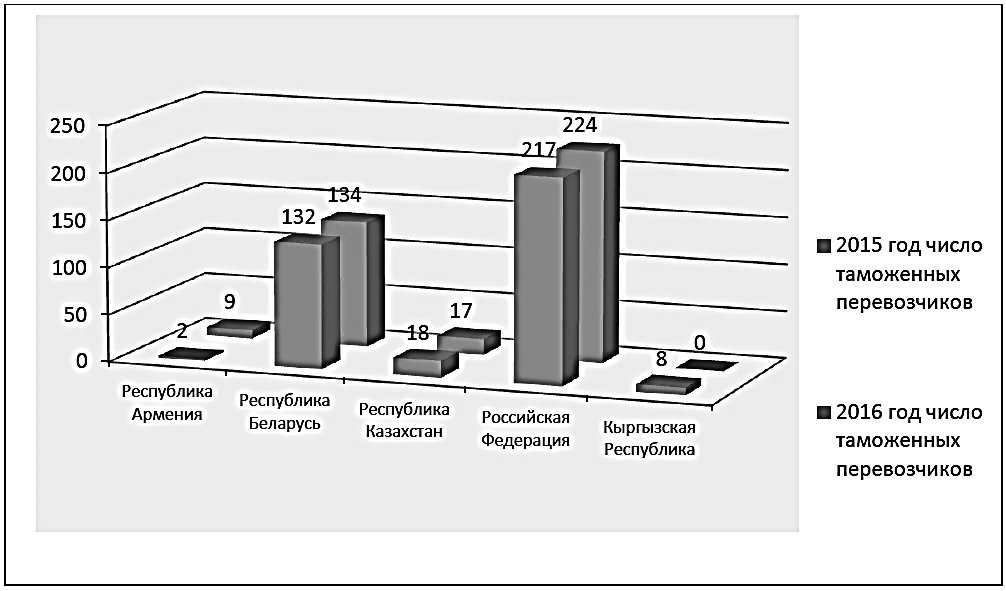 250
200
150
100
50
0
2
9
132
134
18
17
217
224
8
0
Республика
Армения
Республика
Беларусь
Республика
Казахстан
Российская
Федерация
Кыргызская
Республика
2015 год число
таможенных
перевозчиков
2016 год число
таможенных
перевозчиков